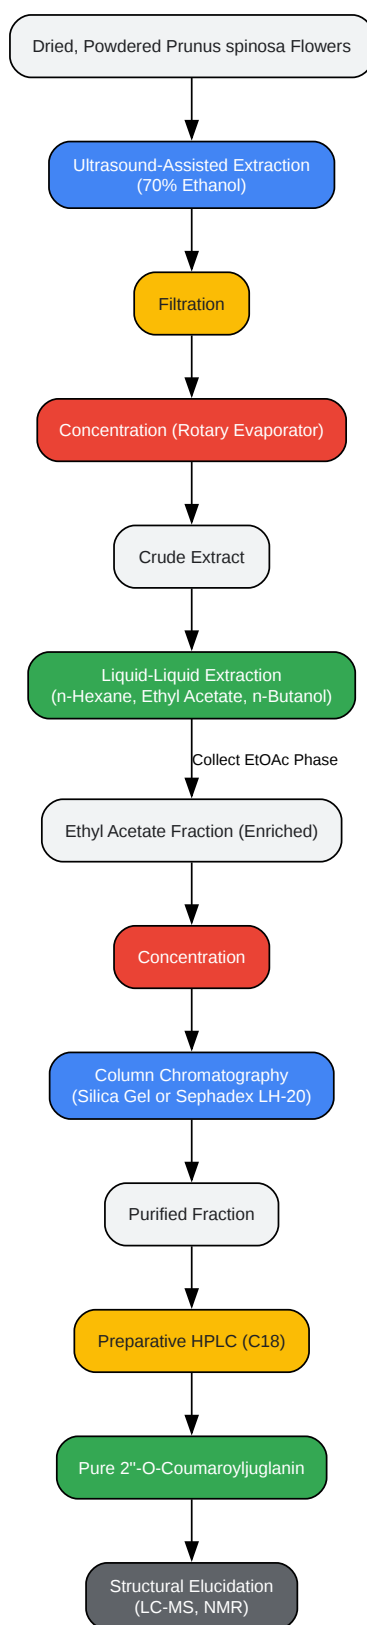 Dried, Powdered Prunus spinosa Flowers
Ultrasound-Assisted Extraction
(70% Ethanol)
Filtration
Concentration (Rotary Evaporator)
Crude Extract
Liquid-Liquid Extraction
(n-Hexane, Ethyl Acetate, n-Butanol)
Collect EtOAc Phase
Ethyl Acetate Fraction (Enriched)
Concentration
Column Chromatography
(Silica Gel or Sephadex LH-20)
Purified Fraction
Preparative HPLC (C18)
Pure 2"-O-Coumaroyljuglanin
Structural Elucidation
(LC-MS, NMR)